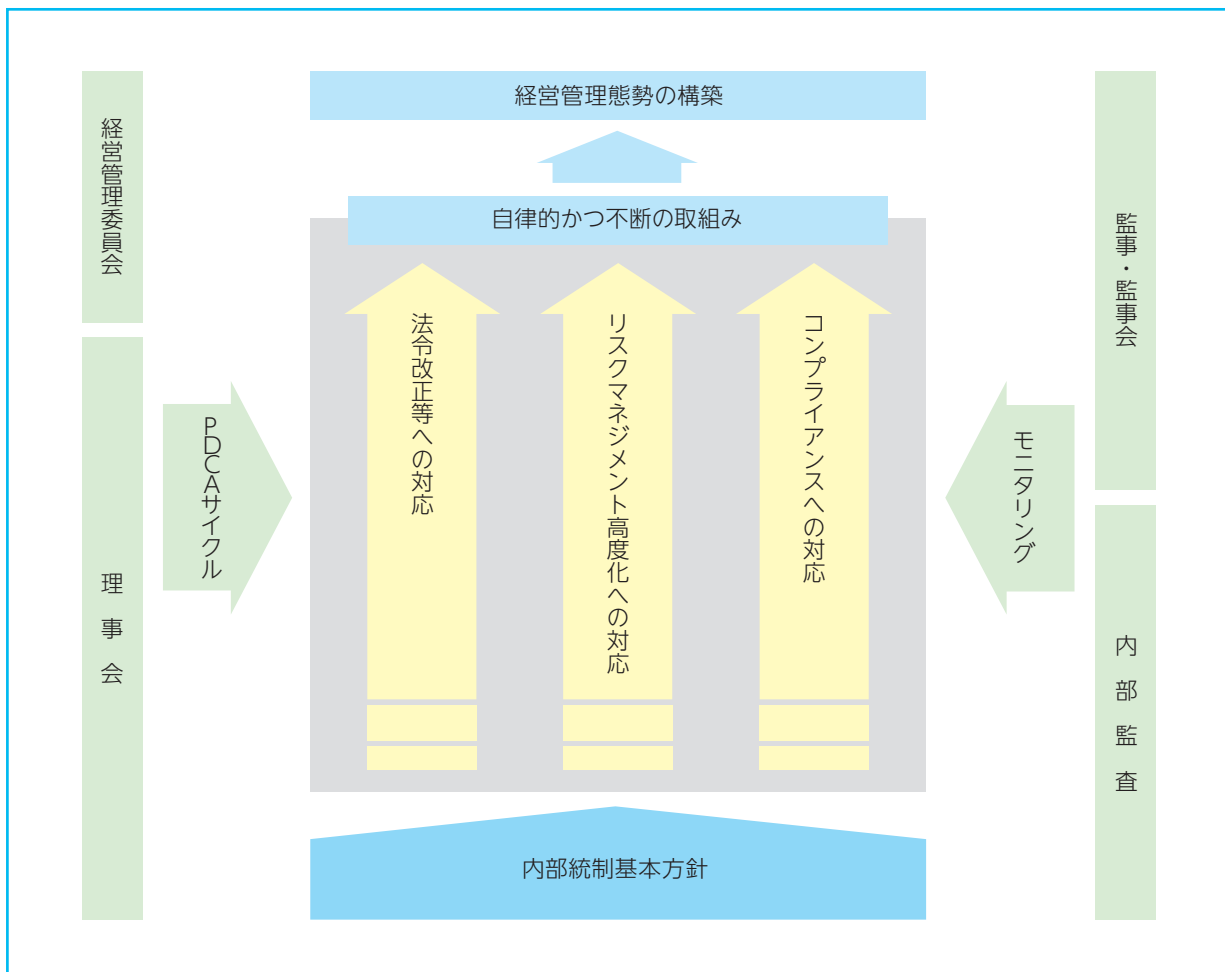 経営管理態勢の構築
自律的かつ不断の取組み
経営管理委員会
理事会
PDCAサイクル
法令改正等への対応
リスクマネジメント高度化への対応
コンプライアンスへの対応
モニタリング
監事・監事会
内部監査
内部統制基本方針